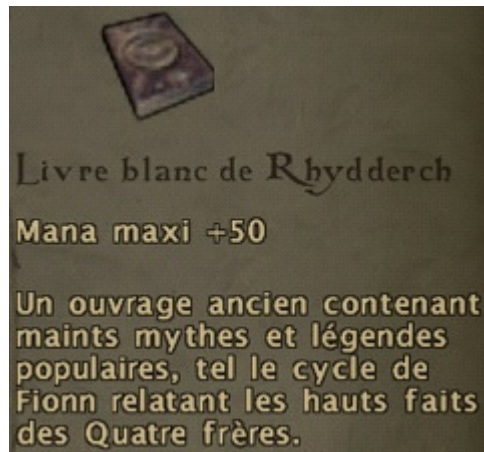 Livre blanc de Rhydderch
Mana maxi +50
Un ouvrage ancien contenant
maints mythes et légendes
populaires, tel le cycle de
Fionn relatant les hauts faits
des Quatre frères.